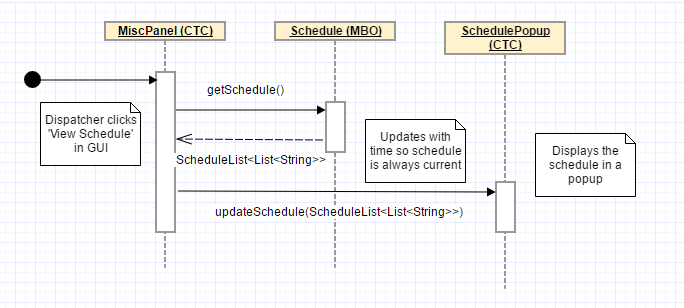 MiscPanel (CTC)
Schedule (MBO)
SchedulePopup
(CTC)
getSchedule()
Dispatcher clicks
'View Schedule'
in GUI
Updates with
time so schedule
is always current
ScheduleList<List<String>>
Displays the
schedule in a
popup
updateSchedule(ScheduleList<List<String>>)